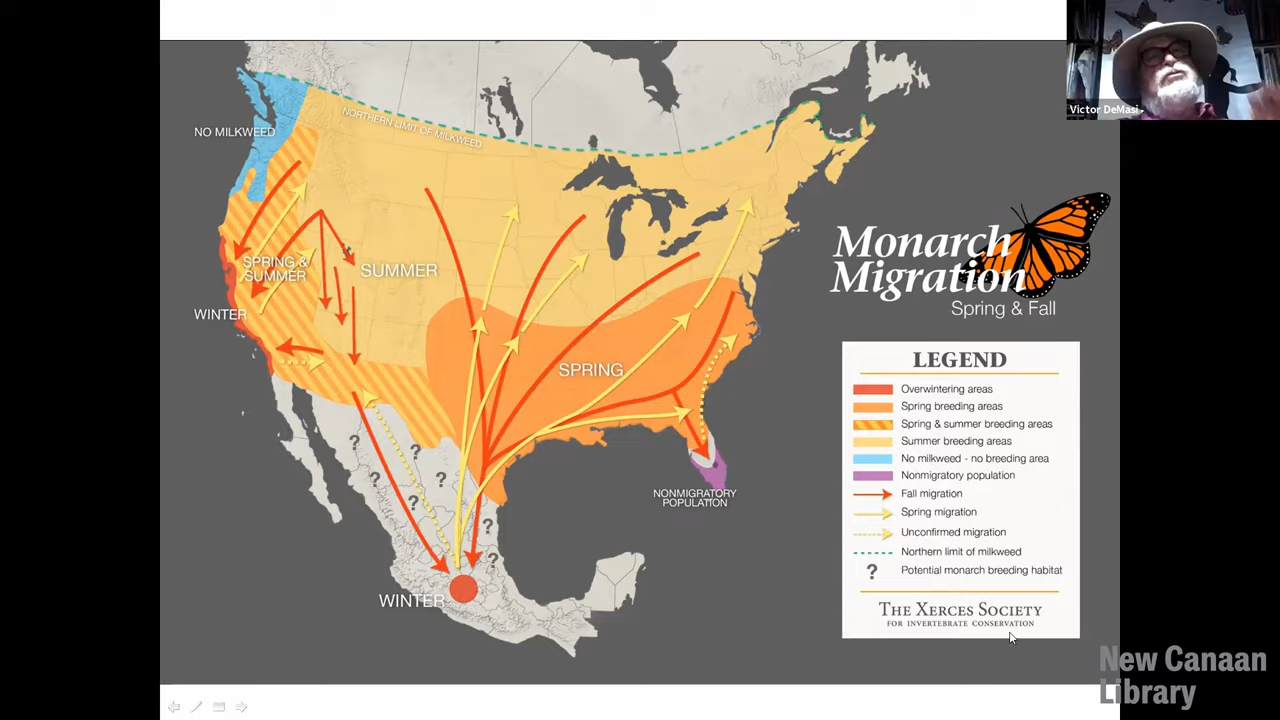 Victor DeMasi
NORTHERN LIMIT OF MILKWEED
NO MILKWEED
SPRING &
SUMMER
SUMMER
WINTER
SPRING
NONMIGRATORY
POPULATION
WINTER
?
?
?
?
?
?
?
Monarch
Migration
Spring & Fall
LEGEND
Overwintering areas
Spring breeding areas
Spring & summer breeding areas
Summer breeding areas
No milkweed - no breeding area
Nonmigratory population
Fall migration
Spring migration
Unconfirmed migration
Northern limit of milkweed
? Potential monarch breeding habitat
THE XERCES SOCIETY
FOR INVERTEBRATE CONSERVATION
New Canaan
Library